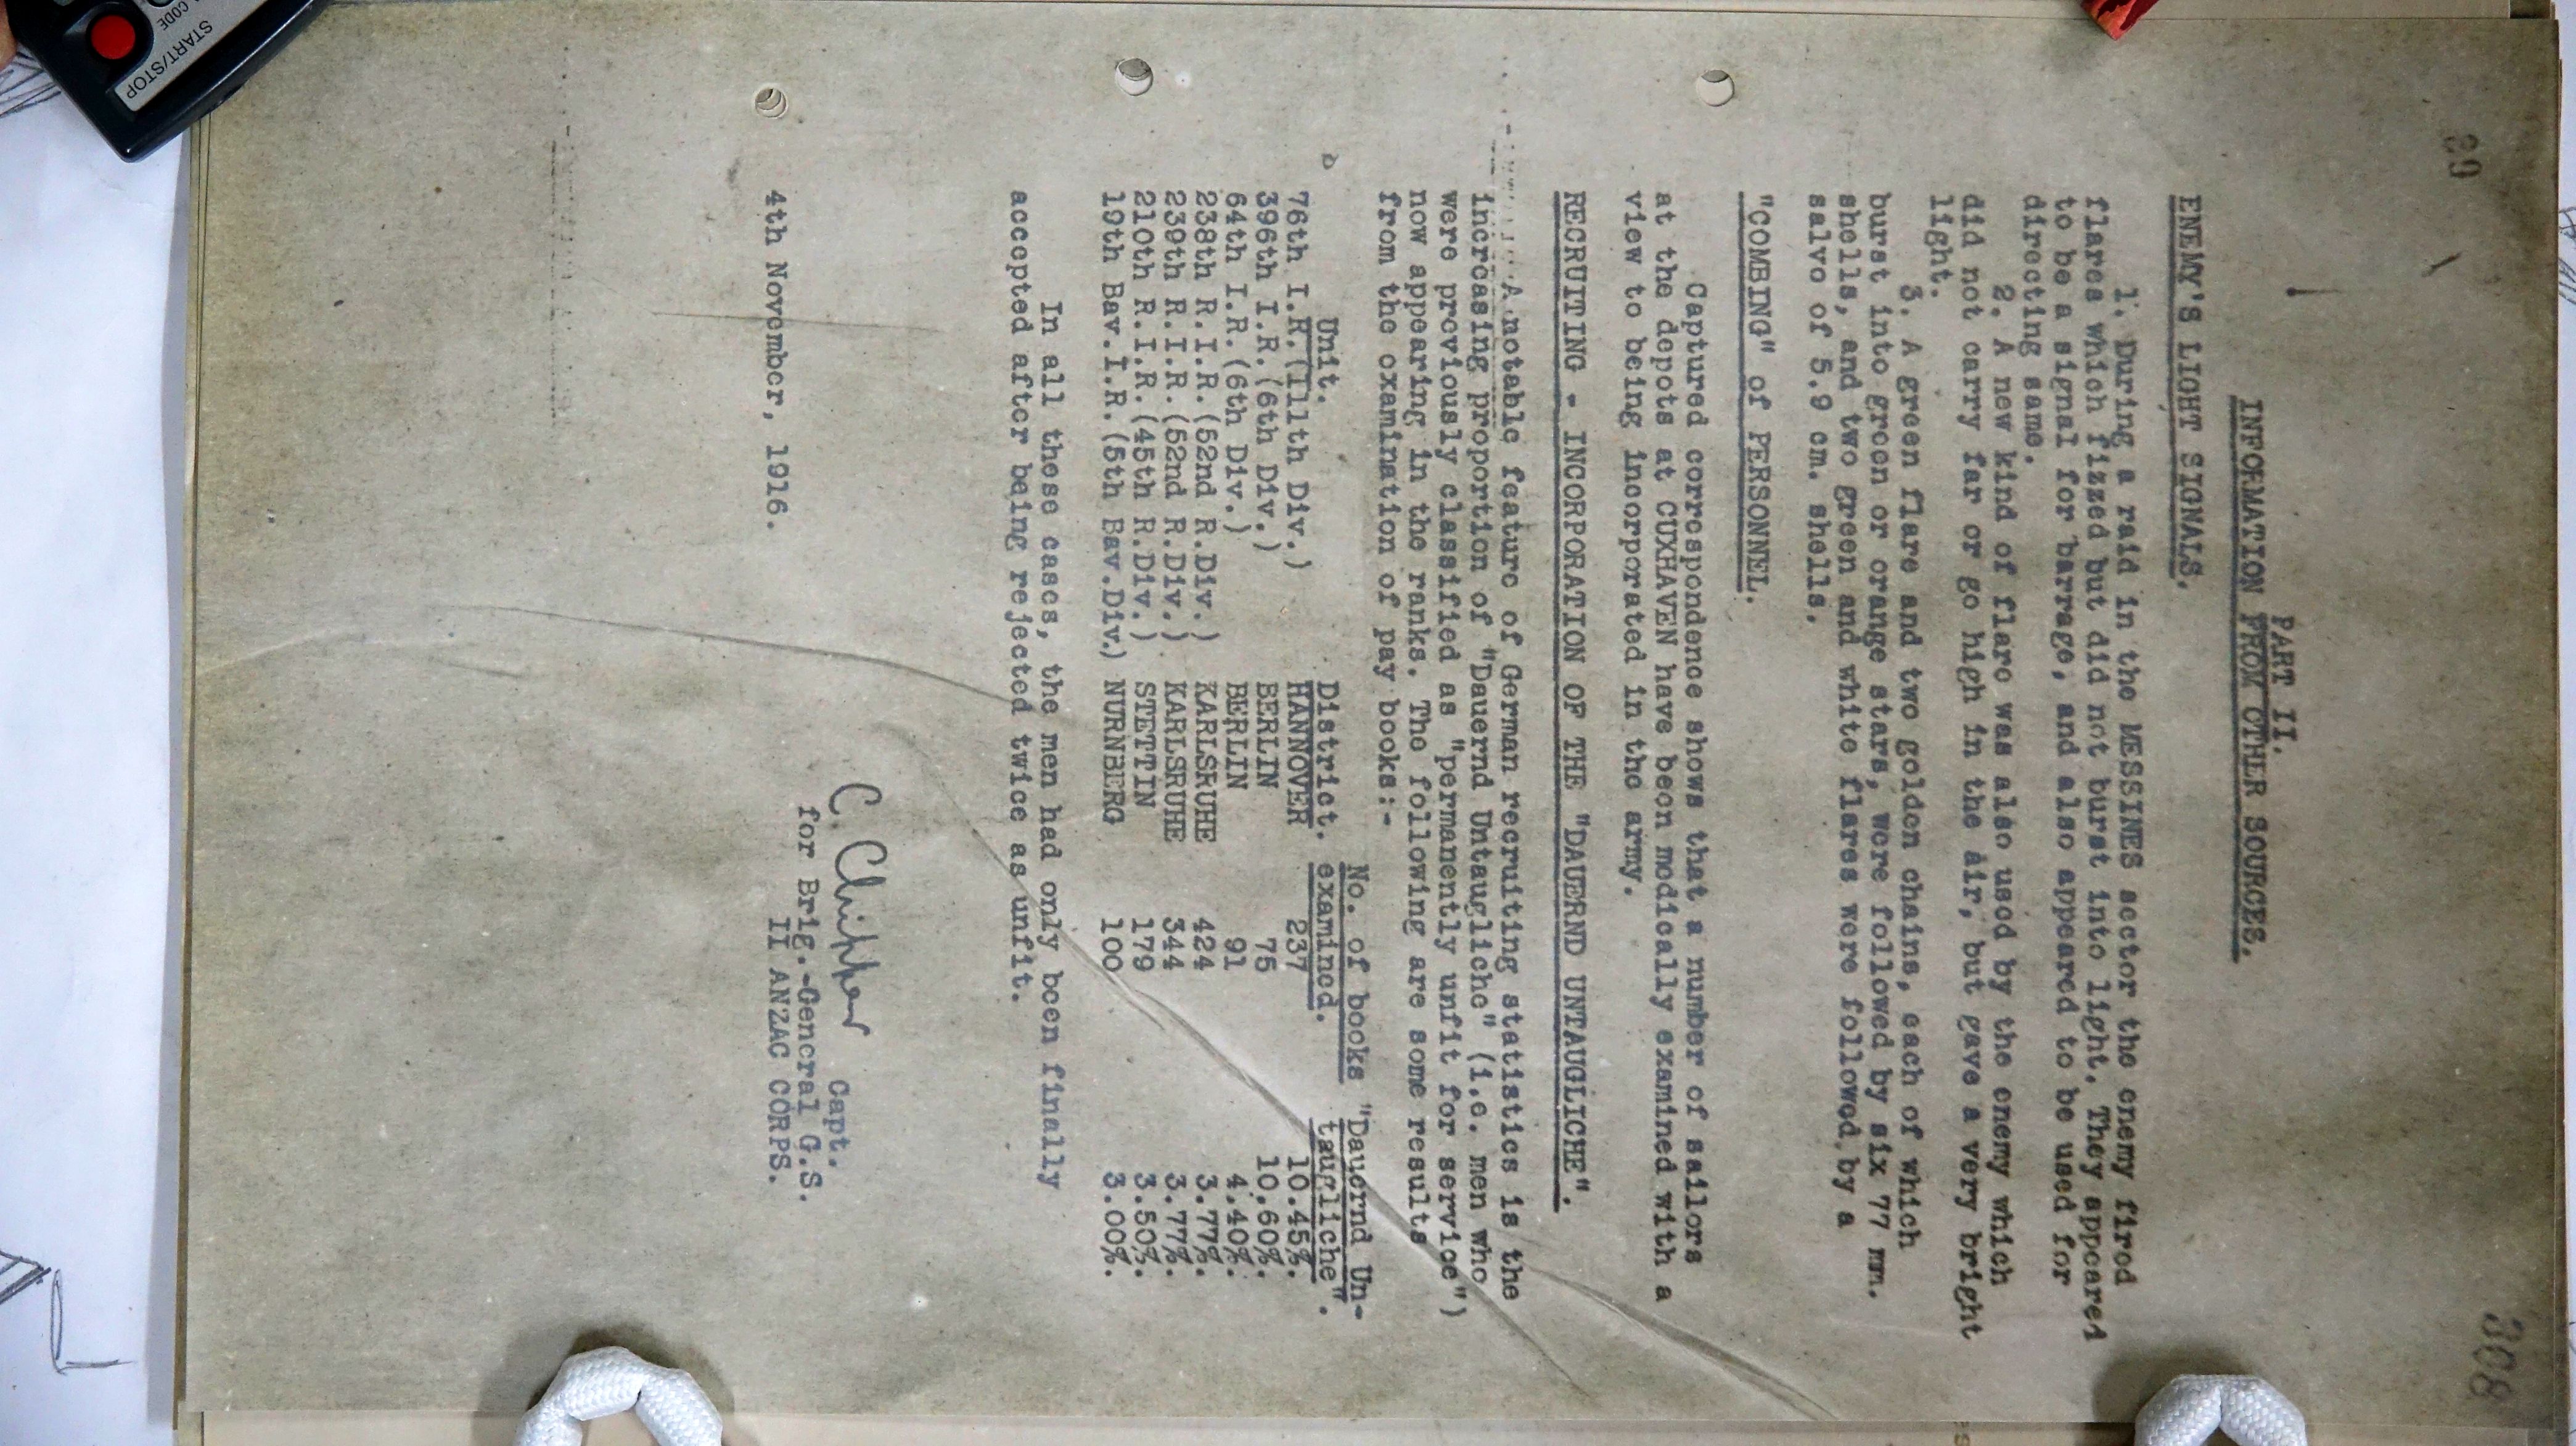 89
308
PART II.
INFORMATION FROM OTHER SOURCES.
ENEMY'S LIGHT SIGNALS.
1. During a raid in the MESSINES sector the enemy fired
flares which fizzed but did not burst into light. They appeared
to be a signal for barrage, and also appeared to be used for
directing same.
2. A new kind of flare was also used by the enemy which
did not carry far or go high in the air, but gave a very bright
light.
3. A green flare and two golden chains, each of which
burst into green or orange stars, were followed by six 77 mm.
shells, and two green and white flares were followed by a
salvo of 5.9 cm. shells.
"COMBING" of PERSONNEL.
Captured correspondence shows that a number of sailors
at the depots at CUXHAVEN have been medically examined with a
view to being incorporated in the army.
RECRUITING - INCORPORATION OF THE "DAUERND UNTAUGLICHE".
A notable feature of German recruiting statistics is the
increasing proportion of "Dauernd Untaugliche" (i.e. men who
were previously classified as "permanently unfit for service")
now appearing in the ranks. The following are some results
from the examination of pay books:-
No. of books "Dauernd Un-
Unit. District. examined. taugliche".
76th I.R.(111th Div.) HANNOVER 237 10.45%.
396th I.R.(6th Div.) BERLIN 75 10.60%.
64th I.R.(6th Div.) BERLIN 91 4.40%.
238th R.I.R.(52nd R.Div.) KARLSRUHE 424 3.77%.
239th R.I.R.(52nd R.Div.) KARLSRUHE 344 3.77%.
210th R.I.R.(45th R.Div.) STETTIN 179 3.50%.
19th Bav.I.R.(5th Bav.Div.) NURNBERG 100 3.00%.
In all these cases, the men had only been finally
accepted after being rejected twice as unfit.
Capt.
for Brig.-General G.S.
4th November, 1916. II ANZAC CORPS.
START/STOP
CODE